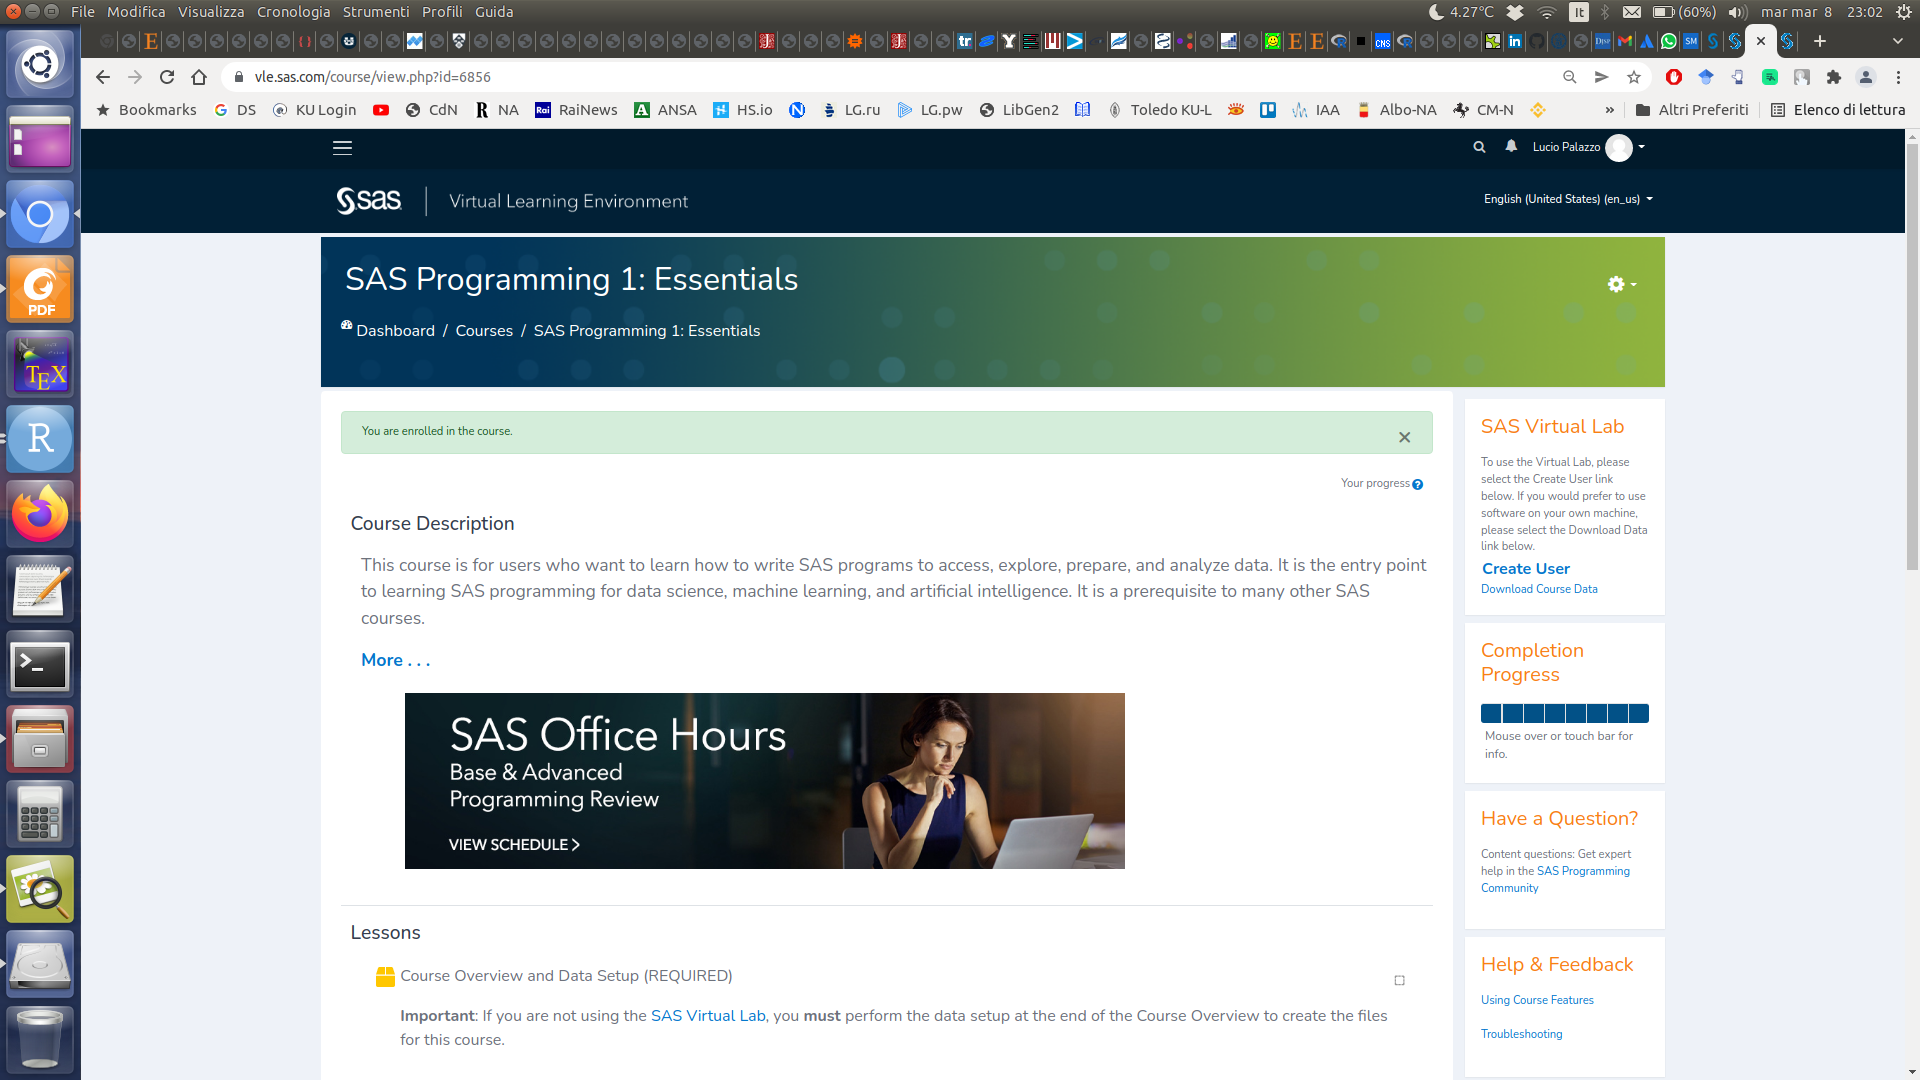 File Modifica Visualizza Cronologia Strumenti Profili Guida
4.27°C It (60%) mar mar 8 23:02
vle.sas.com/course/view.php?id=6856
Bookmarks DS KU Login CdN NA RaiNews ANSA HS.io LG.ru LG.pw LibGen2 Toledo KU-L IAA Albo-NA CM-N » Altri Preferiti Elenco di lettura
Lucio Palazzo
sas Virtual Learning Environment
English (United States) (en_us)
SAS Programming 1: Essentials
Dashboard / Courses / SAS Programming 1: Essentials
You are enrolled in the course.
×
Your progress
Course Description
This course is for users who want to learn how to write SAS programs to access, explore, prepare, and analyze data. It is the entry point
to learning SAS programming for data science, machine learning, and artificial intelligence. It is a prerequisite to many other SAS
courses.
More . . .
SAS Office Hours
Base & Advanced
Programming Review
VIEW SCHEDULE >
Lessons
Course Overview and Data Setup (REQUIRED)
Important: If you are not using the SAS Virtual Lab, you must perform the data setup at the end of the Course Overview to create the files
for this course.
SAS Virtual Lab
To use the Virtual Lab, please
select the Create User link
below. If you would prefer to use
software on your own machine,
please select the Download Data
link below.
Create User
Download Course Data
Completion
Progress
Mouse over or touch bar for
info.
Have a Question?
Content questions: Get expert
help in the SAS Programming
Community
Help & Feedback
Using Course Features
Troubleshooting
PDF
TEX
R